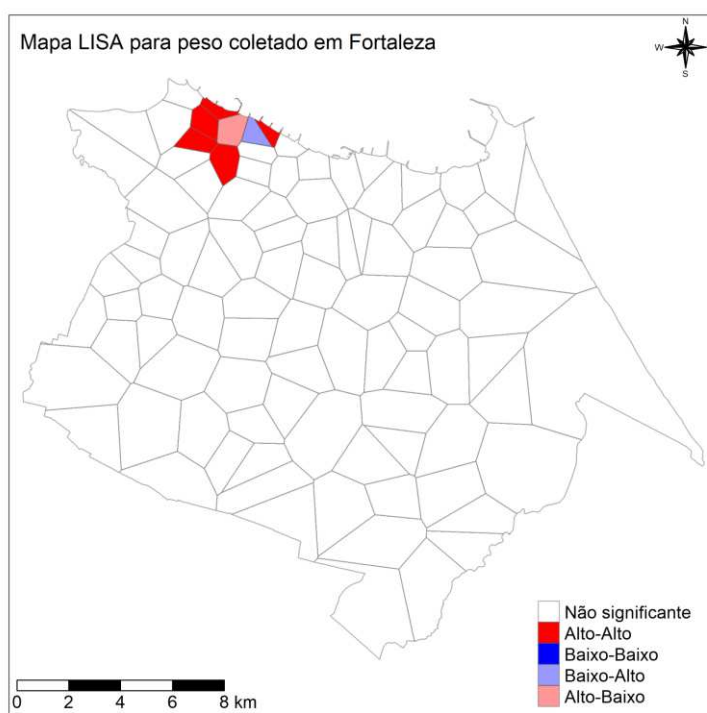 Mapa LISA para peso coletado em Fortaleza
N
W E
S
Não significante
Alto-Alto
Baixo-Baixo
Baixo-Alto
Alto-Baixo
0 2 4 6 8 km